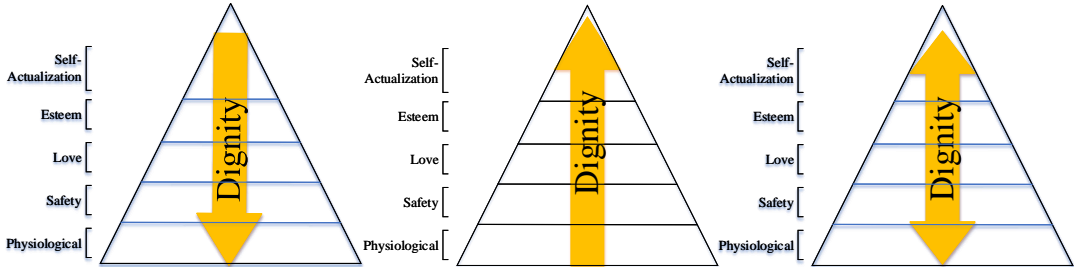 Self-
Actualization
Esteem
Love
Safety
Physiological
Dignity
Self-
Actualization
Esteem
Love
Safety
Physiological
Dignity
Self-
Actualization
Esteem
Love
Safety
Physiological
Dignity